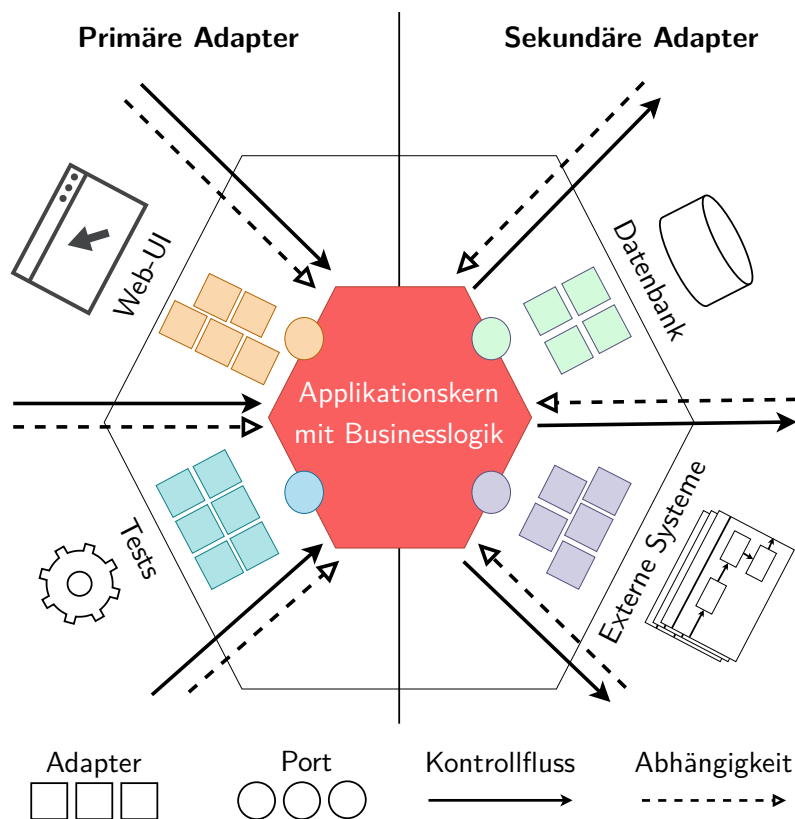 Primäre Adapter
Sekundäre Adapter
Web-UI
Datenbank
Applikationskern
mit Businesslogik
Tests
Externe Systeme
Adapter
Port
Kontrollfluss
Abhängigkeit